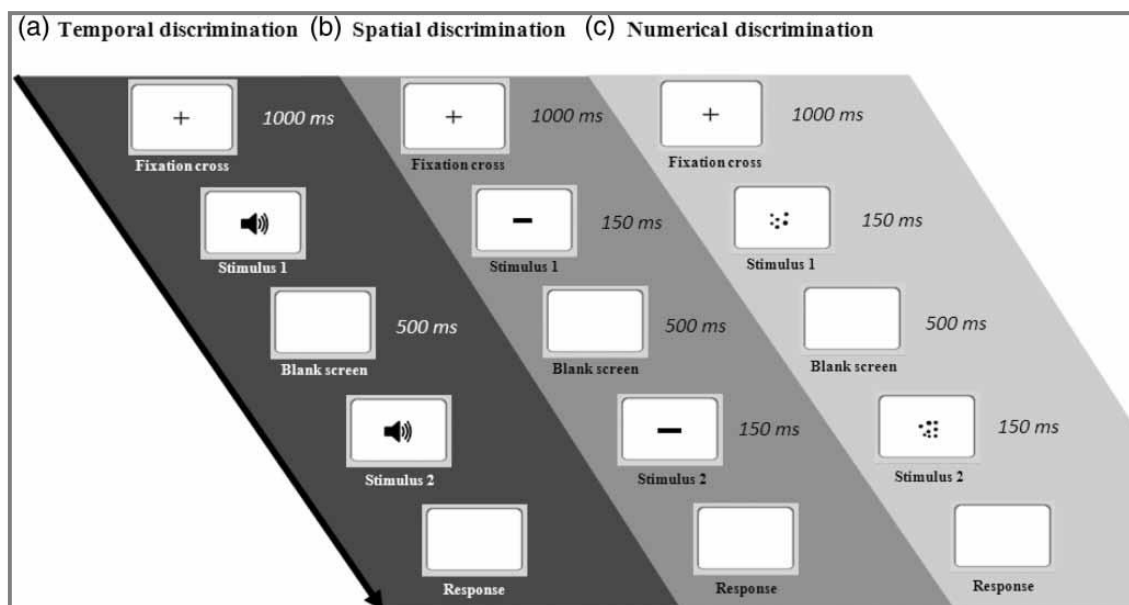 (a) Temporal discrimination (b) Spatial discrimination (c) Numerical discrimination
1000 ms 1000 ms 1000 ms
Fixation cross Fixation cross Fixation cross
150 ms 150 ms
Stimulus 1 Stimulus 1 Stimulus 1
500 ms 500 ms 500 ms
Blank screen Blank screen Blank screen
150 ms 150 ms
Stimulus 2 Stimulus 2 Stimulus 2
Response Response Response